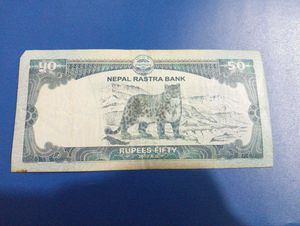 ५० 50
NEPAL RASTRA BANK
RUPEES FIFTY